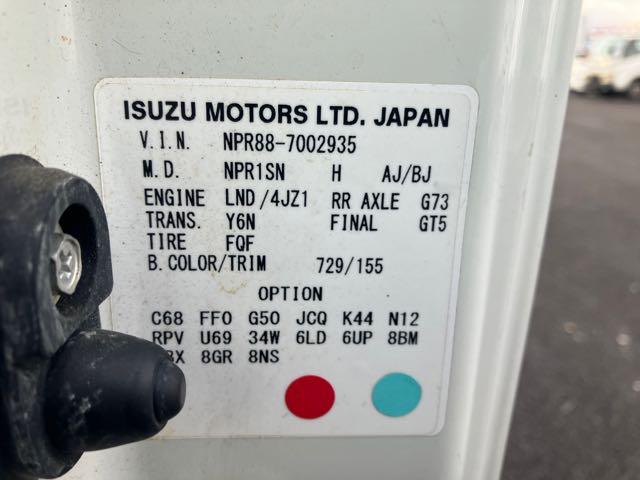 ISUZU MOTORS LTD. JAPAN
V.I.N. NPR88-7002935
M.D. NPR1SN H AJ/BJ
ENGINE LND/4JZ1 RR AXLE G73
TRANS. Y6N FINAL GT5
TIRE FQF
B.COLOR/TRIM 729/155
OPTION
C68 FF0 G50 JCQ K44 N12
RPV U69 34W 6LD 6UP 8BM
8GR 8NS